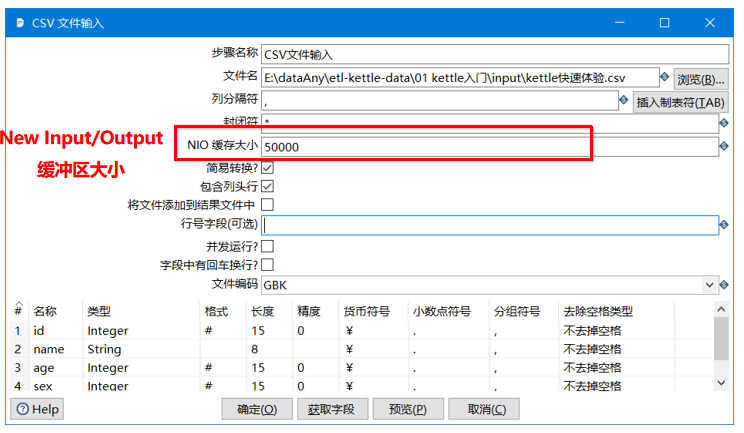 CSV 文件输入
步骤名称 CSV文件输入
文件名 E:\dataAny\etl-kettle-data\01 kettle入门\input\kettle快速体验.csv 浏览(B)...
列分隔符 , 插入制表符(TAB)
封闭符 "
New Input/Output
缓冲区大小
NIO 缓存大小 50000
简易转换?
包含列头行
将文件添加到结果文件中
行号字段(可选)
并发运行?
字段中有回车换行?
文件编码 GBK
# 名称 类型 格式 长度 精度 货币符号 小数点符号 分组符号 去除空格类型
1 id Integer # 15 0 ¥ . , 不去掉空格
2 name String 8 ¥ . , 不去掉空格
3 age Integer # 15 0 ¥ . , 不去掉空格
4 sex Integer # 15 0 ¥ . , 不去掉空格
Help 确定(O) 获取字段 预览(P) 取消(C)